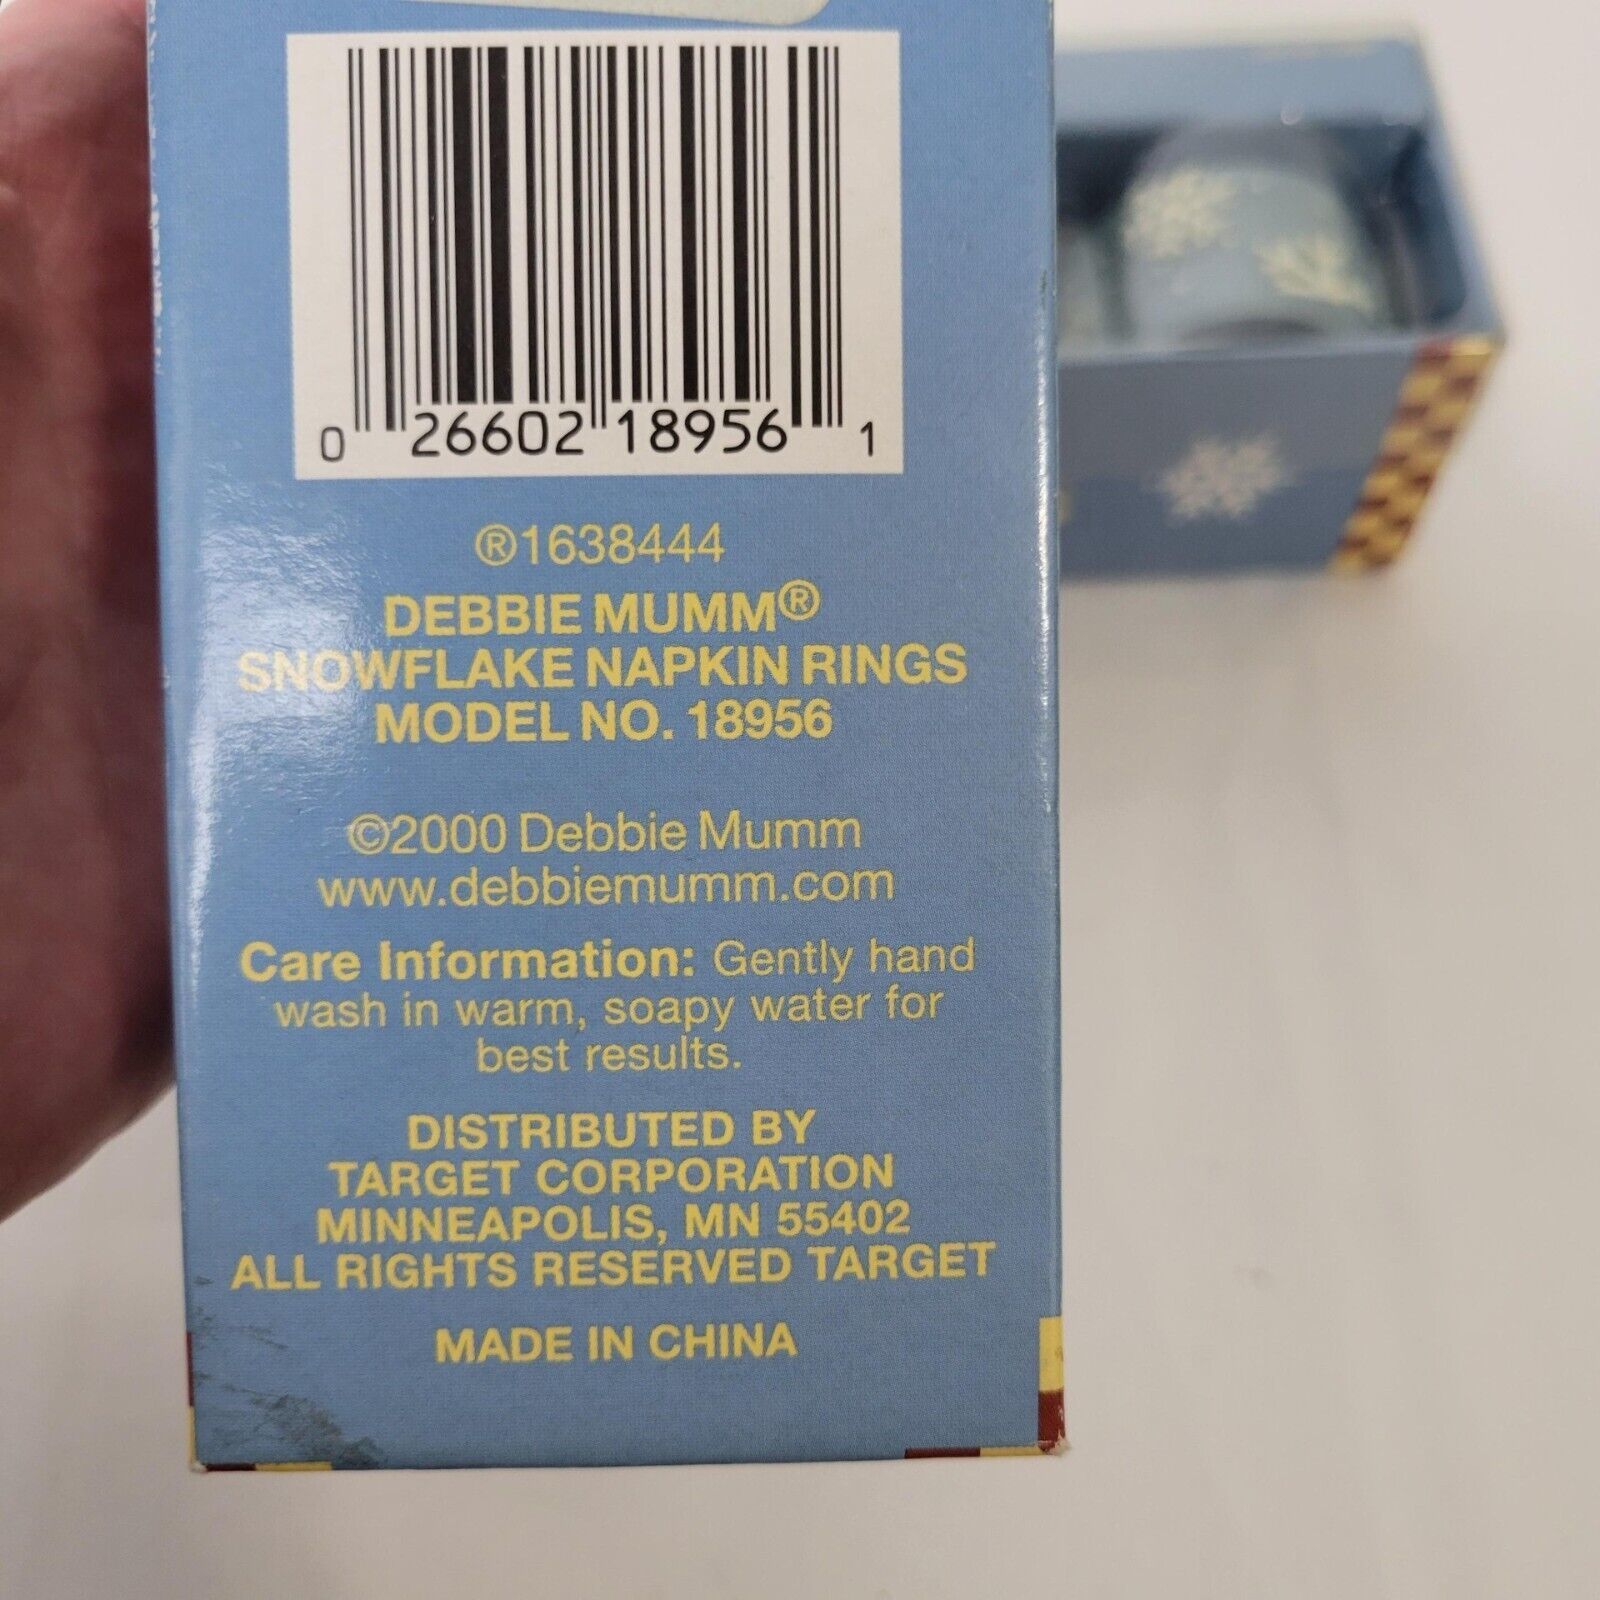 0 26602 18956 1
®1638444
DEBBIE MUMM®
SNOWFLAKE NAPKIN RINGS
MODEL NO. 18956
©2000 Debbie Mumm
www.debbiemumm.com
Care Information: Gently hand
wash in warm, soapy water for
best results.
DISTRIBUTED BY
TARGET CORPORATION
MINNEAPOLIS, MN 55402
ALL RIGHTS RESERVED TARGET
MADE IN CHINA